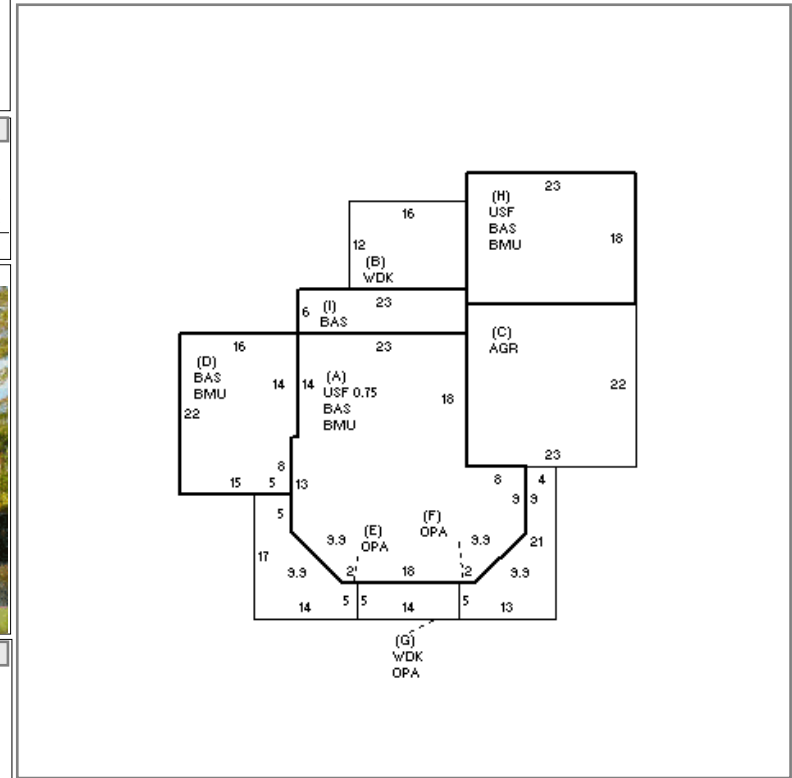 23
(H)
USF
BAS
BMU
18
16
12
(B)
WDK
23
6
(I)
BAS
(C)
AGR
22
23
16
23
(D)
BAS
BMU
14
14
(A)
USF 0.75
BAS
BMU
18
22
8
15
5
13
8
4
9
9
5
9.9
(E)
OPA
(F)
OPA
9.9
21
17
9.9
2
18
2
9.9
14
5
5
14
5
13
(G)
WDK
OPA